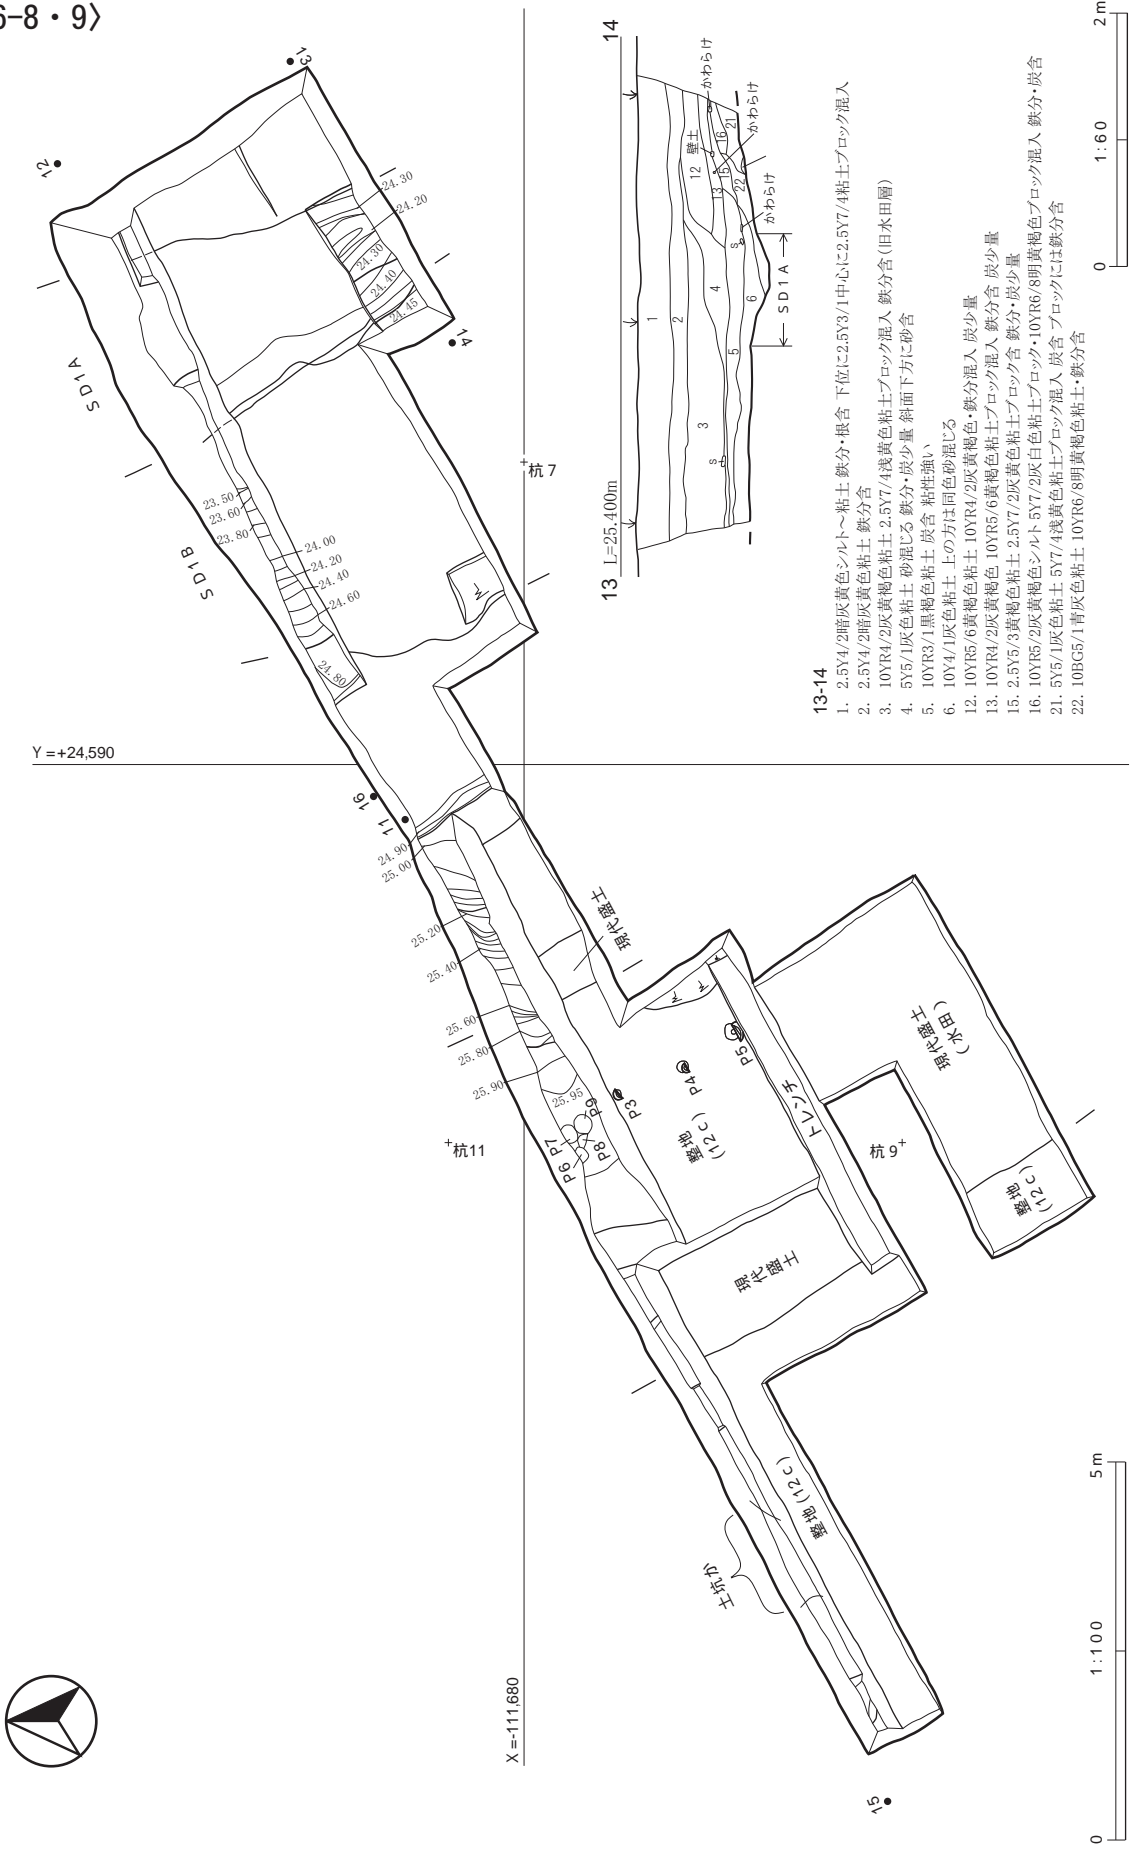 6-8・9〉
12
13
14
SD1A
SD1B
24.30
24.20
24.30
24.40
24.45
23.50
23.60
23.80
24.00
24.20
24.40
24.60
24.80
杭7
Y=+24,590
16
11
24.90
25.00
25.20
25.40
25.60
25.80
25.90
25.95
現代盛土
P6
P7
P8
P9
P3
P4
P5
整地
(12c)
トレンチ
杭11
杭9
現代盛土
(水田)
整地
(12c)
現代盛土
整地(12c)
土坑か
15
X=-111,680
13
L=25.400m
14
1
2
3
4
5
6
12
13
15
16
21
22
s
s
壁土
かわらけ
かわらけ
かわらけ
SD1A
13-14
1. 2.5Y4/2暗灰黄色シルト～粘土 鉄分・根含 下位に2.5Y3/1中心に2.5Y7/4粘土ブロック混入
2. 2.5Y4/2暗灰黄色粘土 鉄分含
3. 10YR4/2灰黄褐色粘土 2.5Y7/4浅黄色粘土ブロック混入 鉄分含(旧水田層)
4. 5Y5/1灰色粘土 砂混じる 鉄分・炭少量 斜面下方に砂含
5. 10YR3/1黒褐色粘土 炭含 粘性強い
6. 10Y4/1灰色粘土 上の方は同色砂混じる
12. 10YR5/6黄褐色粘土 10YR4/2灰黄褐色・鉄分混入 炭少量
13. 10YR4/2灰黄褐色 10YR5/6黄褐色粘土ブロック混入 鉄分含 炭少量
15. 2.5Y5/3黄褐色粘土 2.5Y7/2灰黄色粘土ブロック含 鉄分・炭少量
16. 10YR5/2灰黄褐色シルト 5Y7/2灰白色粘土ブロック・10YR6/8明黄褐色ブロック混入 鉄分・炭含
21. 5Y5/1灰色粘土 5Y7/4浅黄色粘土ブロック混入 炭含 ブロックには鉄分含
22. 10BG5/1青灰色粘土 10YR6/8明黄褐色粘土・鉄分含
0
1:60
2m
0
1:100
5m